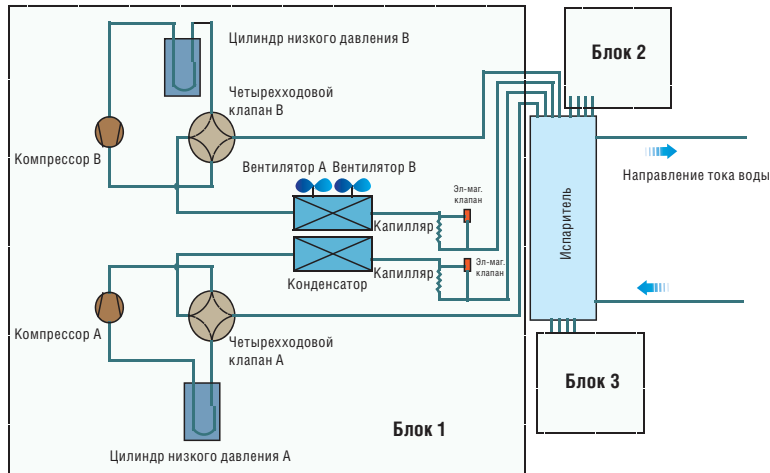 Цилиндр низкого давления B
Блок 2
Четырехходовой
клапан B
Компрессор B
Вентилятор A Вентилятор B
Направление тока воды
Эл-маг.
клапан
Капилляр
Испаритель
Капилляр
Эл-маг.
клапан
Конденсатор
Компрессор A
Четырехходовой
клапан A
Блок 3
Блок 1
Цилиндр низкого давления A